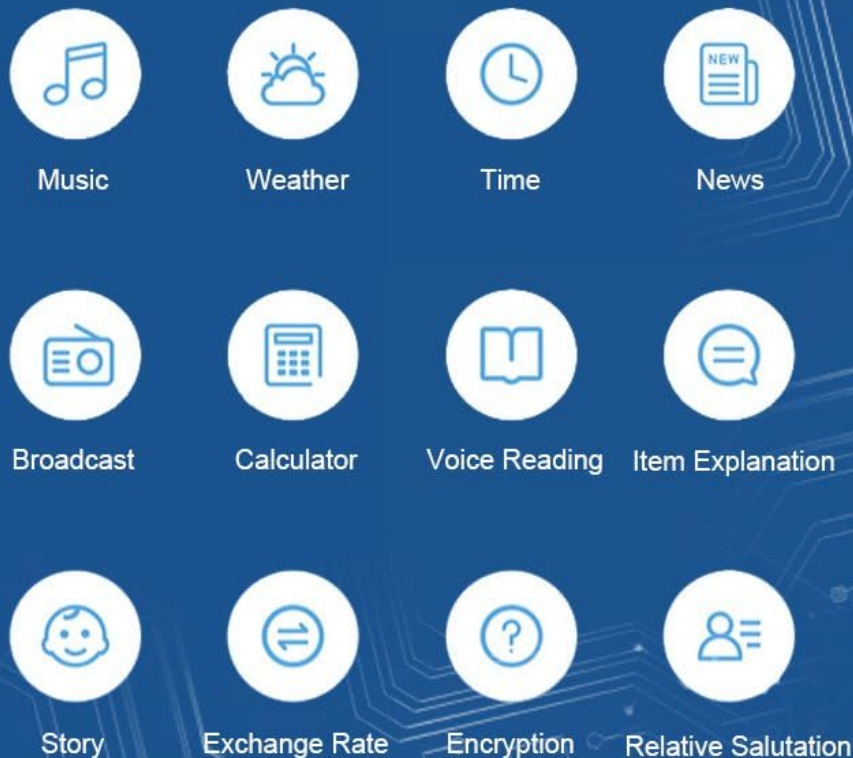 NEW
Music Weather Time News
Broadcast Calculator Voice Reading Item Explanation
Story Exchange Rate Encryption Relative Salutation